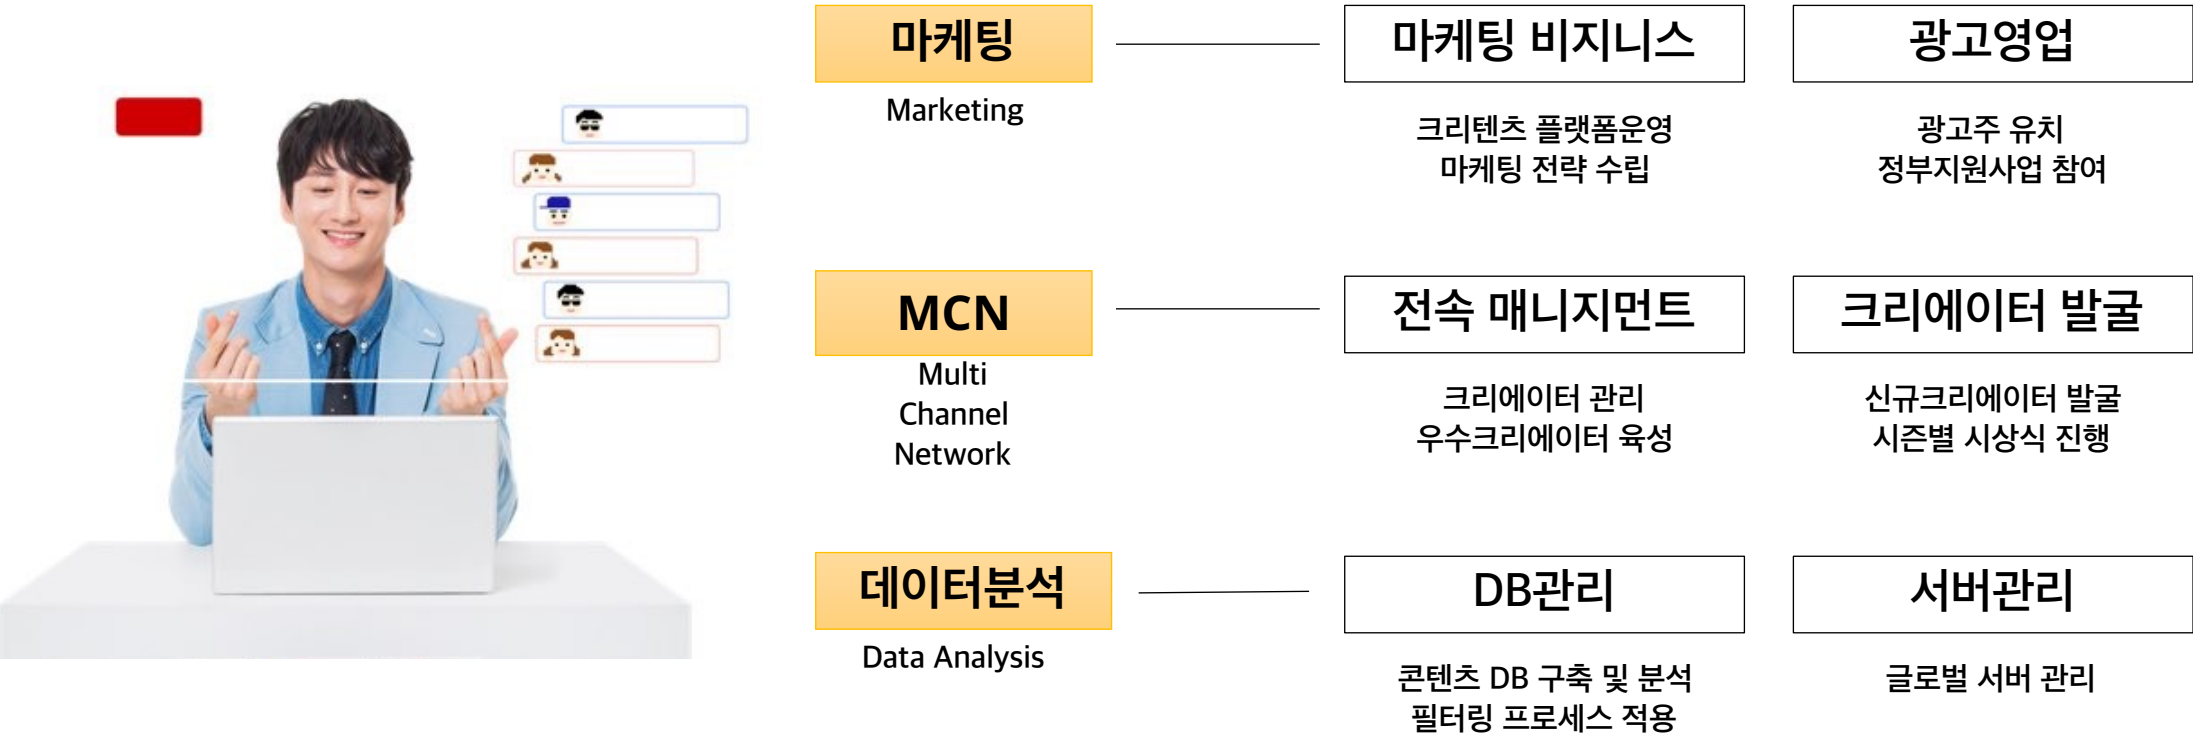 마케팅
Marketing
마케팅 비지니스
크리텐츠 플랫폼운영
마케팅 전략 수립
광고영업
광고주 유치
정부지원사업 참여
MCN
Multi
Channel
Network
전속 매니지먼트
크리에이터 관리
우수크리에이터 육성
크리에이터 발굴
신규크리에이터 발굴
시즌별 시상식 진행
데이터분석
Data Analysis
DB관리
콘텐츠 DB 구축 및 분석
필터링 프로세스 적용
서버관리
글로벌 서버 관리